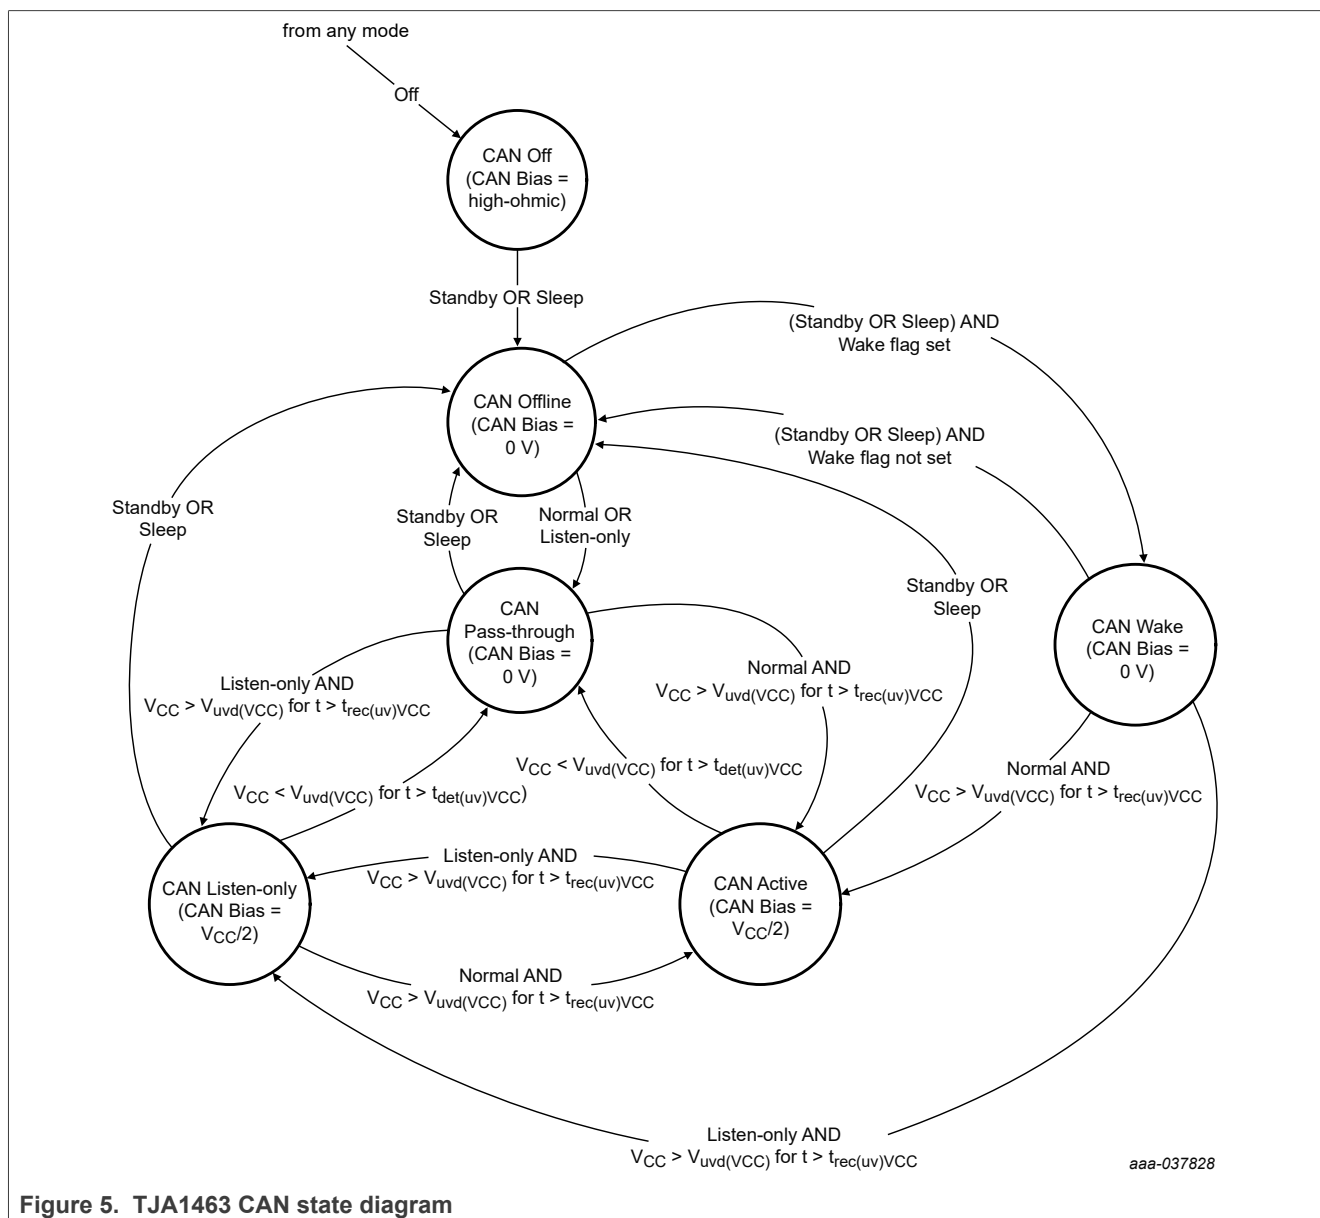 from any mode
Off
CAN Off
(CAN Bias =
high-ohmic)
Standby OR Sleep
(Standby OR Sleep) AND
Wake flag set
CAN Offline
(CAN Bias =
0 V)
(Standby OR Sleep) AND
Wake flag not set
Standby OR
Sleep
Standby OR
Sleep
Normal OR
Listen-only
Standby OR
Sleep
CAN
Pass-through
(CAN Bias =
0 V)
CAN Wake
(CAN Bias =
0 V)
Listen-only AND
VCC > Vuvd(VCC) for t > trec(uv)VCC
Normal AND
VCC > Vuvd(VCC) for t > trec(uv)VCC
VCC < Vuvd(VCC) for t > tdet(uv)VCC)
VCC < Vuvd(VCC) for t > tdet(uv)VCC
Normal AND
VCC > Vuvd(VCC) for t > trec(uv)VCC
CAN Listen-only
(CAN Bias =
VCC/2)
Listen-only AND
VCC > Vuvd(VCC) for t > trec(uv)VCC
CAN Active
(CAN Bias =
VCC/2)
Normal AND
VCC > Vuvd(VCC) for t > trec(uv)VCC
Listen-only AND
VCC > Vuvd(VCC) for t > trec(uv)VCC
aaa-037828
Figure 5. TJA1463 CAN state diagram